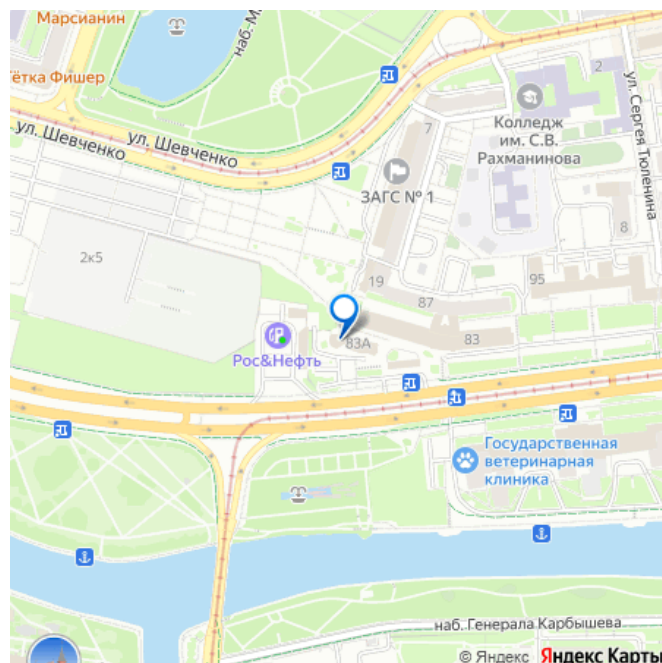 Марсианин
наб. М
Тётка Фишер
ул. Шевченко
ул. Шевченко
2
ул. Сергея Тюленина
Колледж
им. С.В.
Рахманинова
7
ЗАГС № 1
8
2к5
19
95
87
83
83А
Рос&Нефть
Государственная
ветеринарная
клиника
наб. Генерала Карбышева
© Яндекс Яндекс Карты